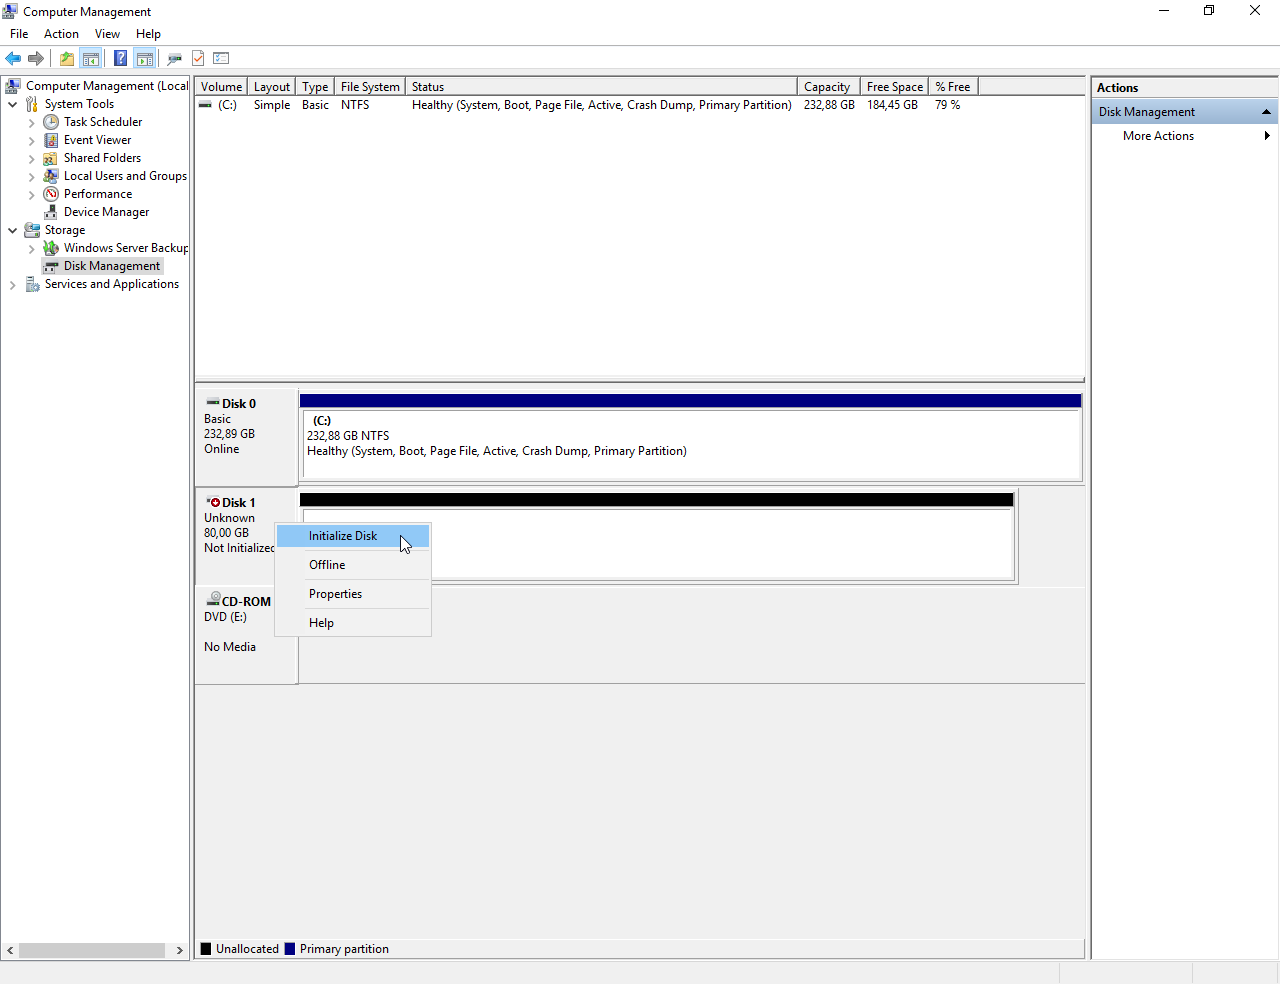 Computer Management
File Action View Help
Computer Management (Local
System Tools
Task Scheduler
Event Viewer
Shared Folders
Local Users and Groups
Performance
Device Manager
Storage
Windows Server Backup
Disk Management
Services and Applications
Volume Layout Type File System Status Capacity Free Space % Free
(C:) Simple Basic NTFS Healthy (System, Boot, Page File, Active, Crash Dump, Primary Partition) 232,88 GB 184,45 GB 79 %
Disk 0
Basic
232,89 GB
Online
(C:)
232,88 GB NTFS
Healthy (System, Boot, Page File, Active, Crash Dump, Primary Partition)
Disk 1
Unknown
80,00 GB
Not Initialized
Initialize Disk
Offline
Properties
Help
CD-ROM
DVD (E:)
No Media
Unallocated Primary partition
Actions
Disk Management
More Actions